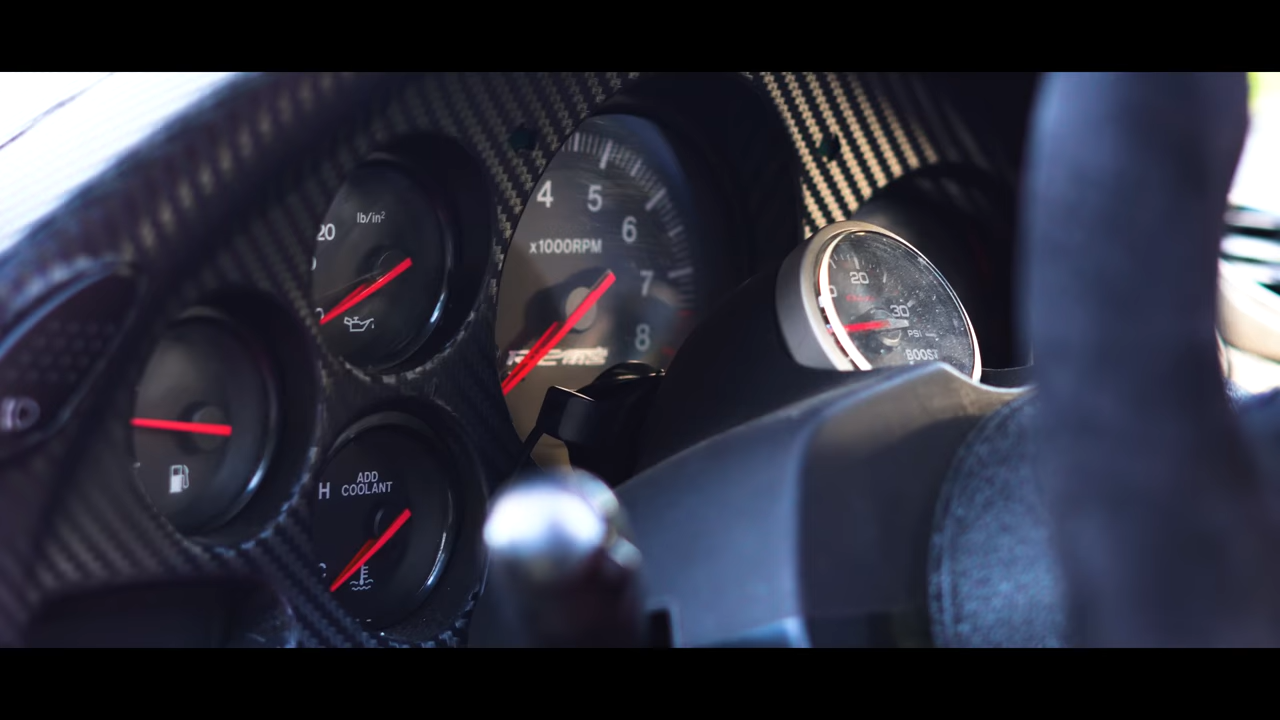 lb/in²
20
4
5
6
7
8
x1000RPM
20
30
PSI
BOOST
H
ADD
COOLANT